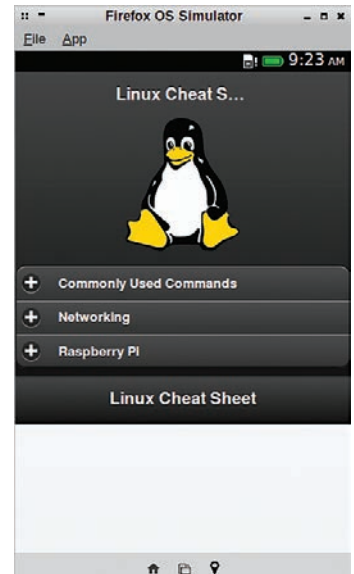 Firefox OS Simulator
File App
9:23 AM
Linux Cheat S...
Commonly Used Commands
Networking
Raspberry Pi
Linux Cheat Sheet